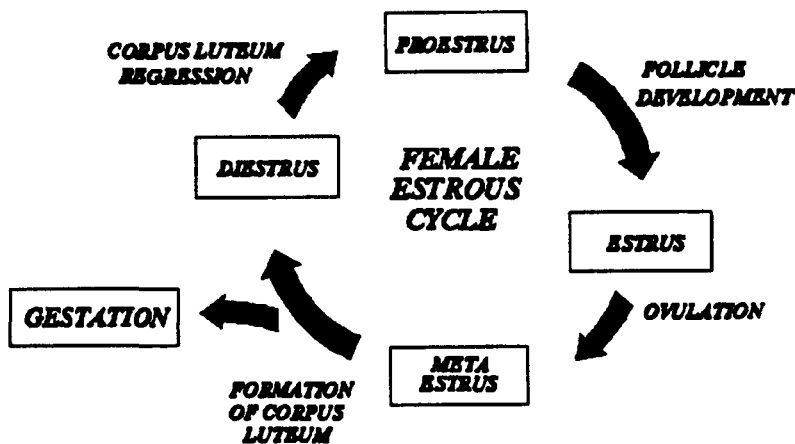 CORPUS LUTEUM
REGRESSION
PROESTRUS
FOLLICLE
DEVELOPMENT
DIESTRUS
FEMALE
ESTROUS
CYCLE
ESTRUS
GESTATION
OVULATION
META
ESTRUS
FORMATION
OF CORPUS
LUTEUM